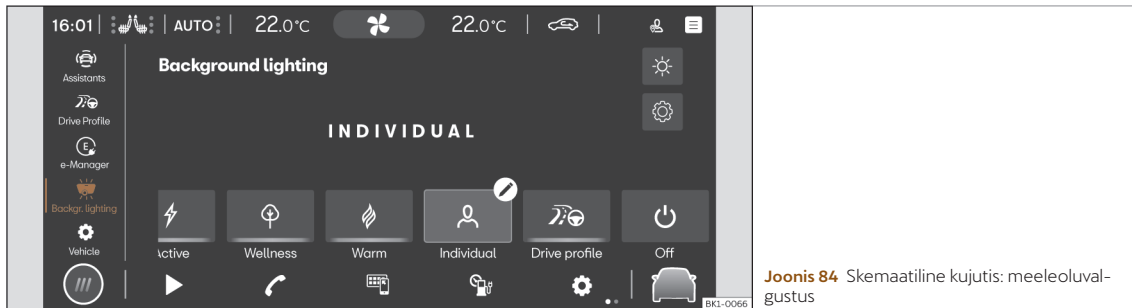 16:01 AUTO 22.0°C 22.0°C
Assistants
Background lighting
Drive Profile
INDIVIDUAL
E
e-Manager
Backgr. lighting
Vehicle
Active Wellness Warm Individual Drive profile Off
BK1-0066
Joonis 84 Skemaatiline kujutis: meeleoluval-
gustus